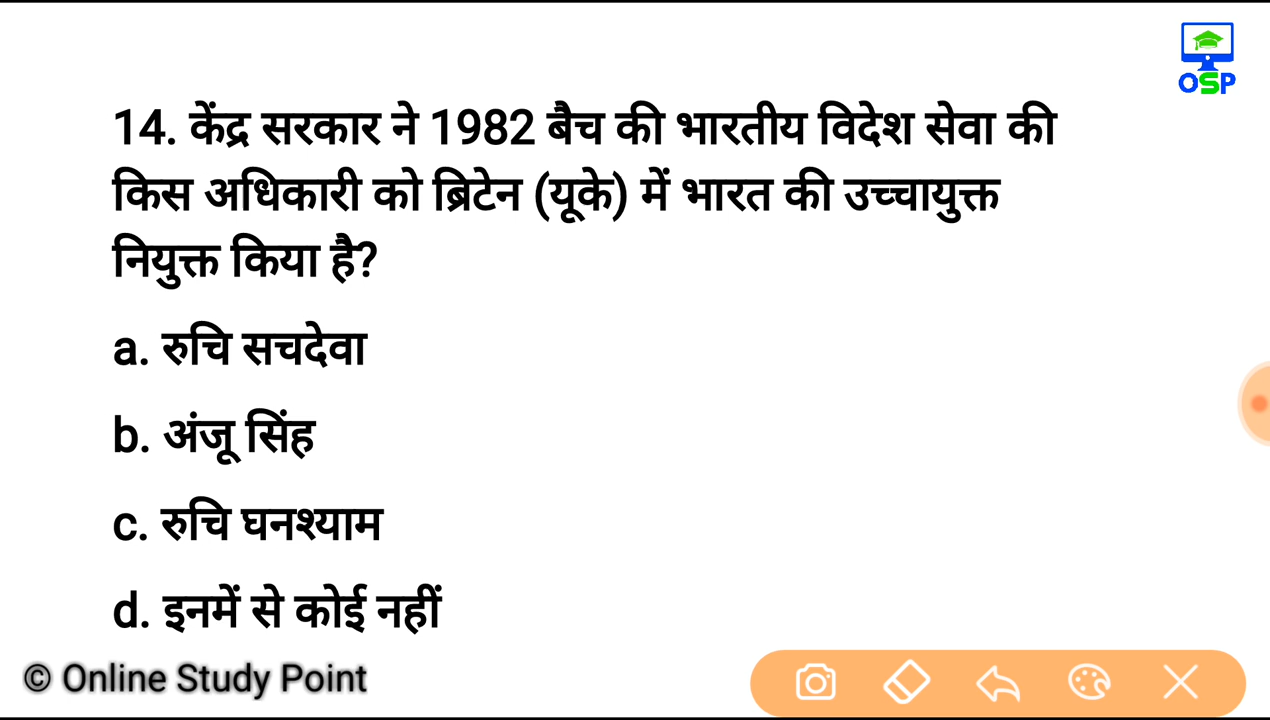 OSP
14. केंद्र सरकार ने 1982 बैच की भारतीय विदेश सेवा की
किस अधिकारी को ब्रिटेन (यूके) में भारत की उच्चायुक्त
नियुक्त किया है?
a. रुचि सचदेवा
b. अंजू सिंह
c. रुचि घनश्याम
d. इनमें से कोई नहीं
© Online Study Point